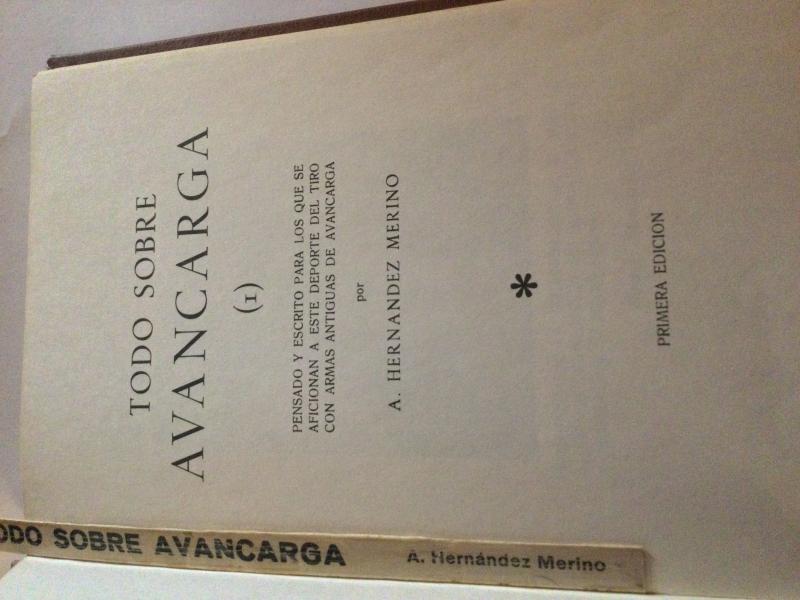 TODO SOBRE
AVANCARGA
(1)
PENSADO Y ESCRITO PARA LOS QUE SE
AFICIONAN A ESTE DEPORTE DEL TIRO
CON ARMAS ANTIGUAS DE AVANCARGA
por
A. HERNANDEZ MERINO
*
PRIMERA EDICION
ODO SOBRE AVANCARGA A. Hernández Merino